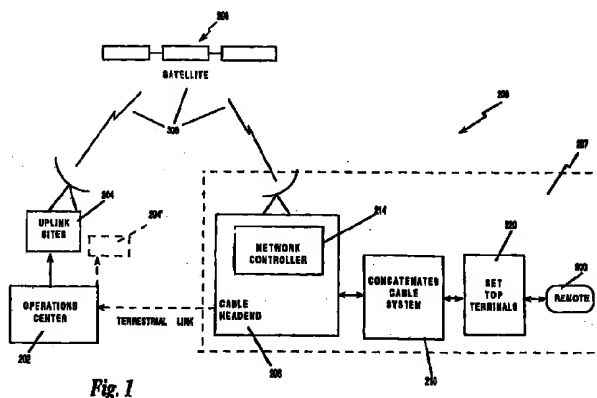 SATELLITE
200
207
204
UPLINK
SITES
204'
214
NETWORK
CONTROLLER
220
900
OPERATIONS
CENTER
CABLE
HEADEND
CONCATENATED
CABLE
SYSTEM
SET
TOP
TERMINALS
REMOTE
TERRESTRIAL LINK
202
208
210
Fig. 1